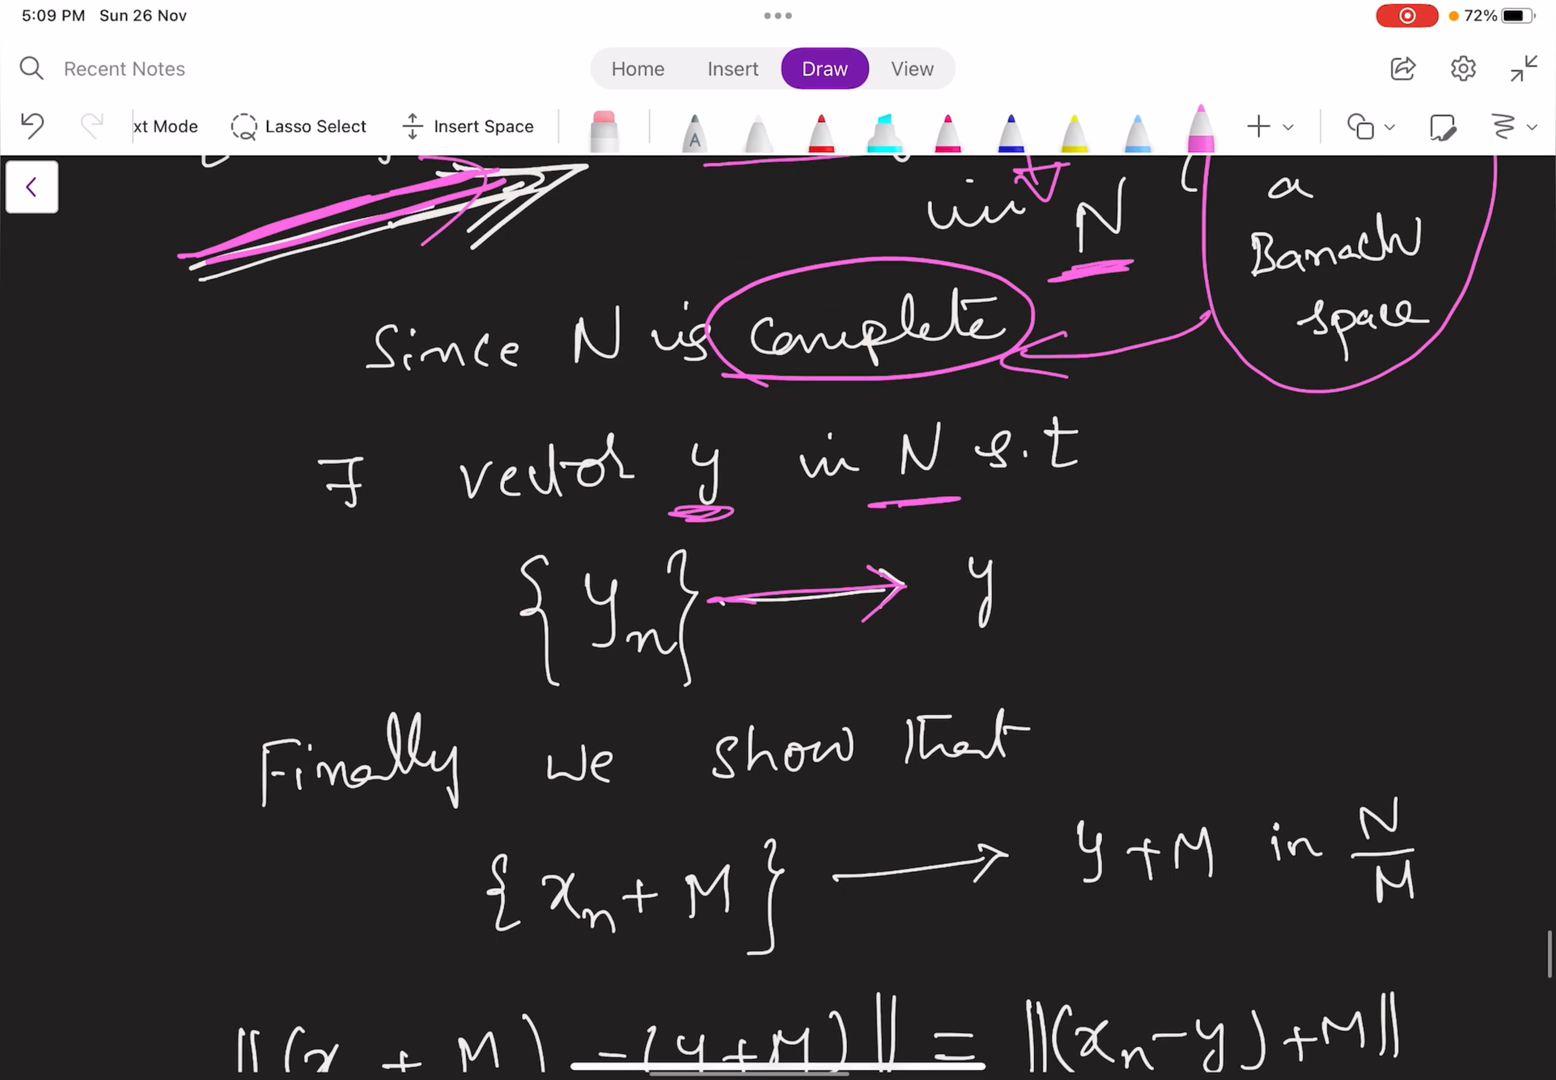 5:09 PM Sun 26 Nov
72%
Recent Notes
Home Insert Draw View
xt Mode Lasso Select Insert Space
A
in N
a
Banach
space
Since N is complete
∃ vector y in N s.t
{ yₙ } ⟶ y
Finally we show that
{ xₙ + M } ⟶ y + M in N/M
||(x + M) - (y + M)|| = ||(xₙ - y) + M||